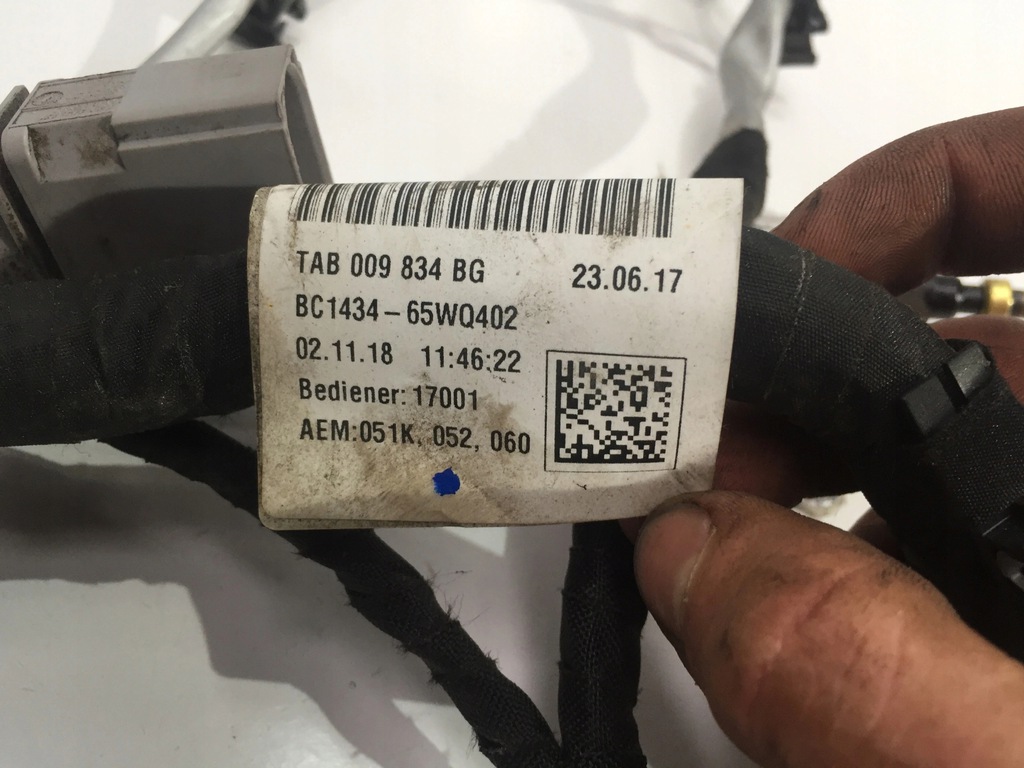 TAB 009 834 BG 23.06.17
BC1434-65WQ402
02.11.18 11:46:22
Bediener: 17001
AEM:051K, 052, 060